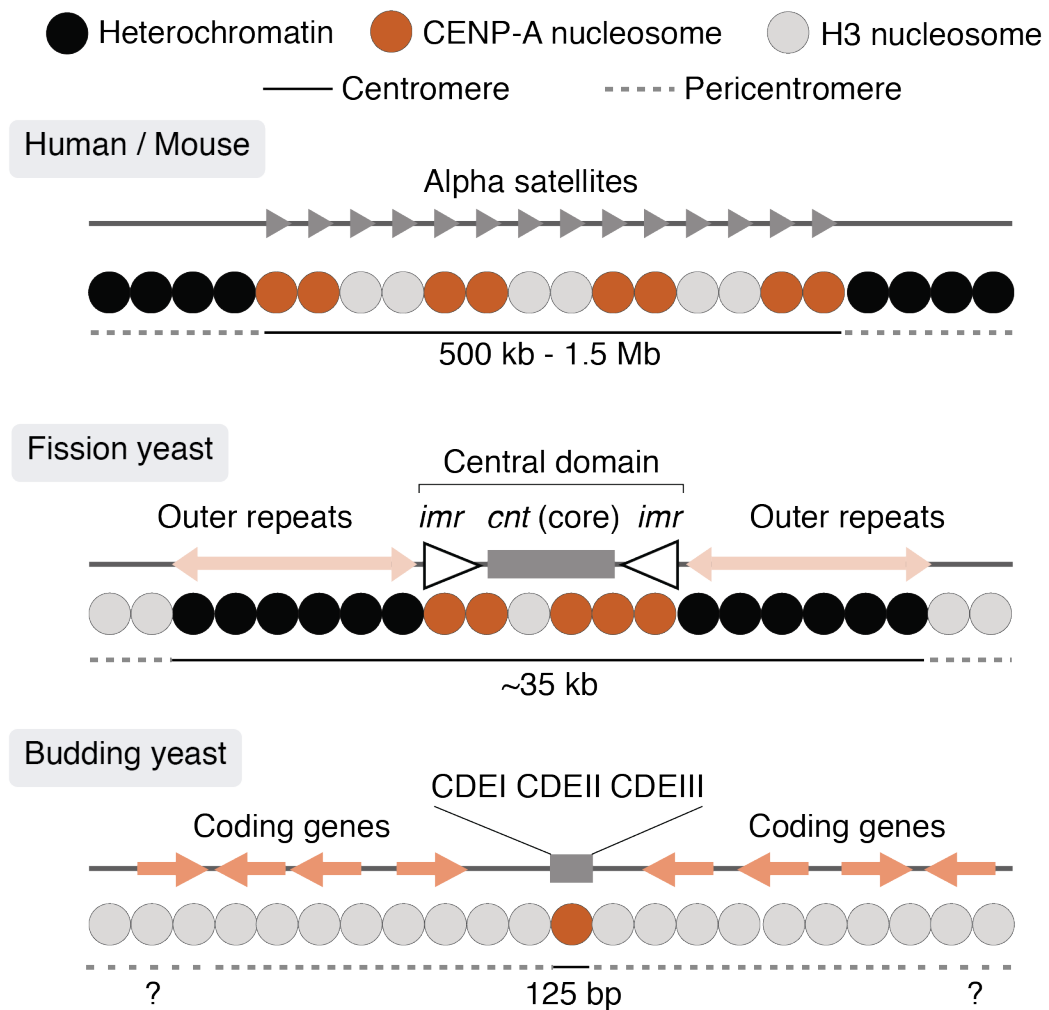 Heterochromatin CENP-A nucleosome H3 nucleosome
Centromere Pericentromere
Human / Mouse
Alpha satellites
500 kb - 1.5 Mb
Fission yeast
Central domain
Outer repeats imr cnt (core) imr Outer repeats
~35 kb
Budding yeast
CDEI CDEII CDEIII
Coding genes Coding genes
? 125 bp ?